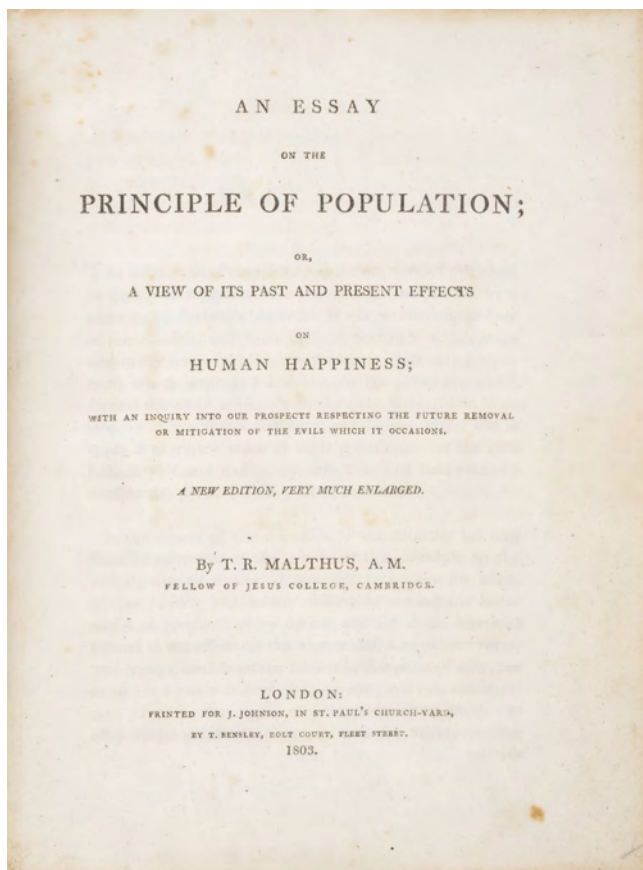 AN ESSAY
ON THE
PRINCIPLE OF POPULATION;
OR,
A VIEW OF ITS PAST AND PRESENT EFFECTS
ON
HUMAN HAPPINESS;
WITH AN INQUIRY INTO OUR PROSPECTS RESPECTING THE FUTURE REMOVAL
OR MITIGATION OF THE EVILS WHICH IT OCCASIONS.
A NEW EDITION, VERY MUCH ENLARGED.
By T. R. MALTHUS, A. M.
FELLOW OF JESUS COLLEGE, CAMBRIDGE.
LONDON:
PRINTED FOR J. JOHNSON, IN ST. PAUL'S CHURCH-YARD,
BY T. BENSLEY, BOLT COURT, FLEET STREET.
1803.